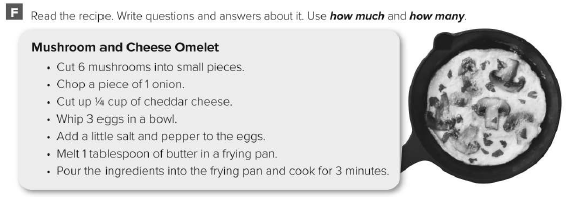 F Read the recipe. Write questions and answers about it. Use how much and how many.
Mushroom and Cheese Omelet
• Cut 6 mushrooms into small pieces.
• Chop a piece of 1 onion.
• Cut up ¼ cup of cheddar cheese.
• Whip 3 eggs in a bowl.
• Add a little salt and pepper to the eggs.
• Melt 1 tablespoon of butter in a frying pan.
• Pour the ingredients into the frying pan and cook for 3 minutes.